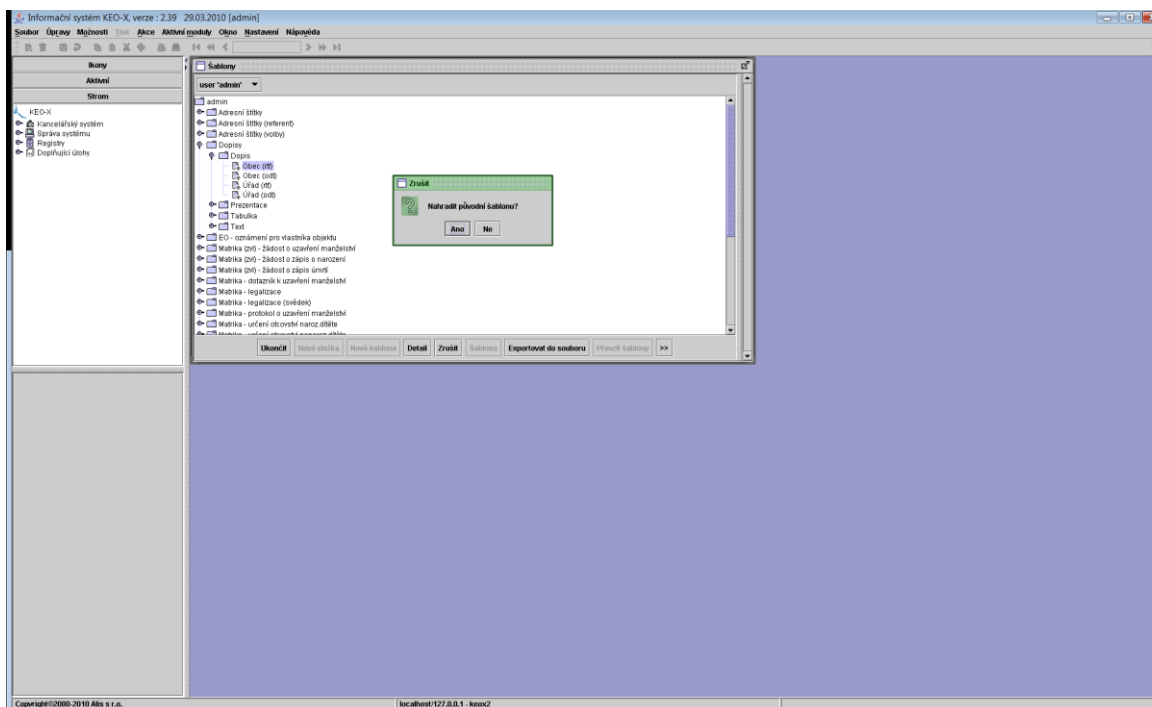 Informační systém KEO-X, verze : 2.39 29.03.2010 [admin]
Soubor Úpravy Možnosti Tisk Akce Aktivní moduly Okno Nastavení Nápověda
Ikony
Aktivní
Strom
KEO-X
Kancelářský systém
Správa systému
Registry
Doplňující úlohy
Šablony
user 'admin'
admin
Adresní štítky
Adresní štítky (referent)
Adresní štítky (volby)
Dopisy
Dopis
Obec (rtf)
Obec (odt)
Úřad (rtf)
Úřad (odt)
Prezentace
Tabulka
Text
EO - oznámení pro vlastníka objektu
Matrika (zvl) - žádost o uzavření manželství
Matrika (zvl) - žádost o zápis o narození
Matrika (zvl) - žádost o zápis úmrtí
Matrika - dotazník k uzavření manželství
Matrika - legalizace
Matrika - legalizace (svědek)
Matrika - protokol o uzavření manželství
Matrika - určení otcovství naroz.dítěte
Matrika - určení otcovství nenaroz.dítěte
Zrušit
Nahradit původní šablonu?
Ano Ne
Ukončit Nová složka Nová šablona Detail Zrušit Šablona Exportovat do souboru Převzít šablony >>
Copyright©2000-2010 Alis s.r.o. localhost/127.0.0.1 - keox2